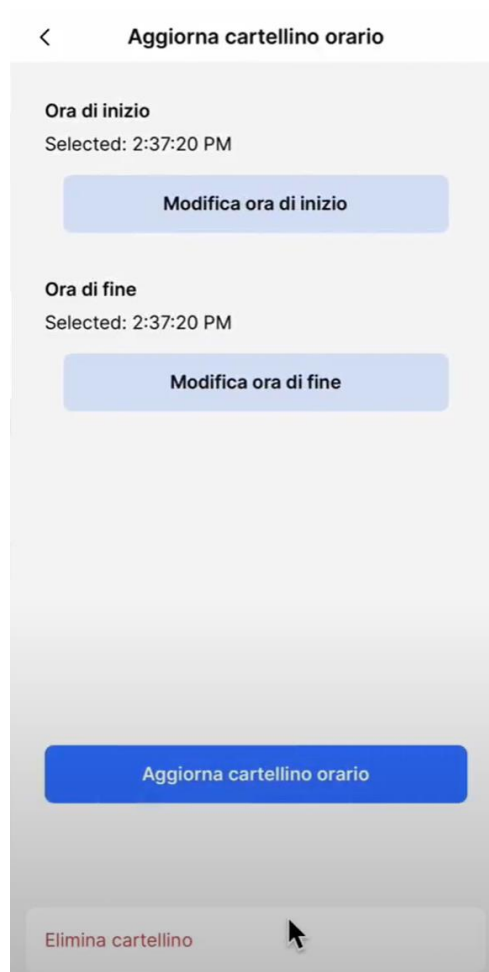 Aggiorna cartellino orario
Ora di inizio
Selected: 2:37:20 PM
Modifica ora di inizio
Ora di fine
Selected: 2:37:20 PM
Modifica ora di fine
Aggiorna cartellino orario
Elimina cartellino